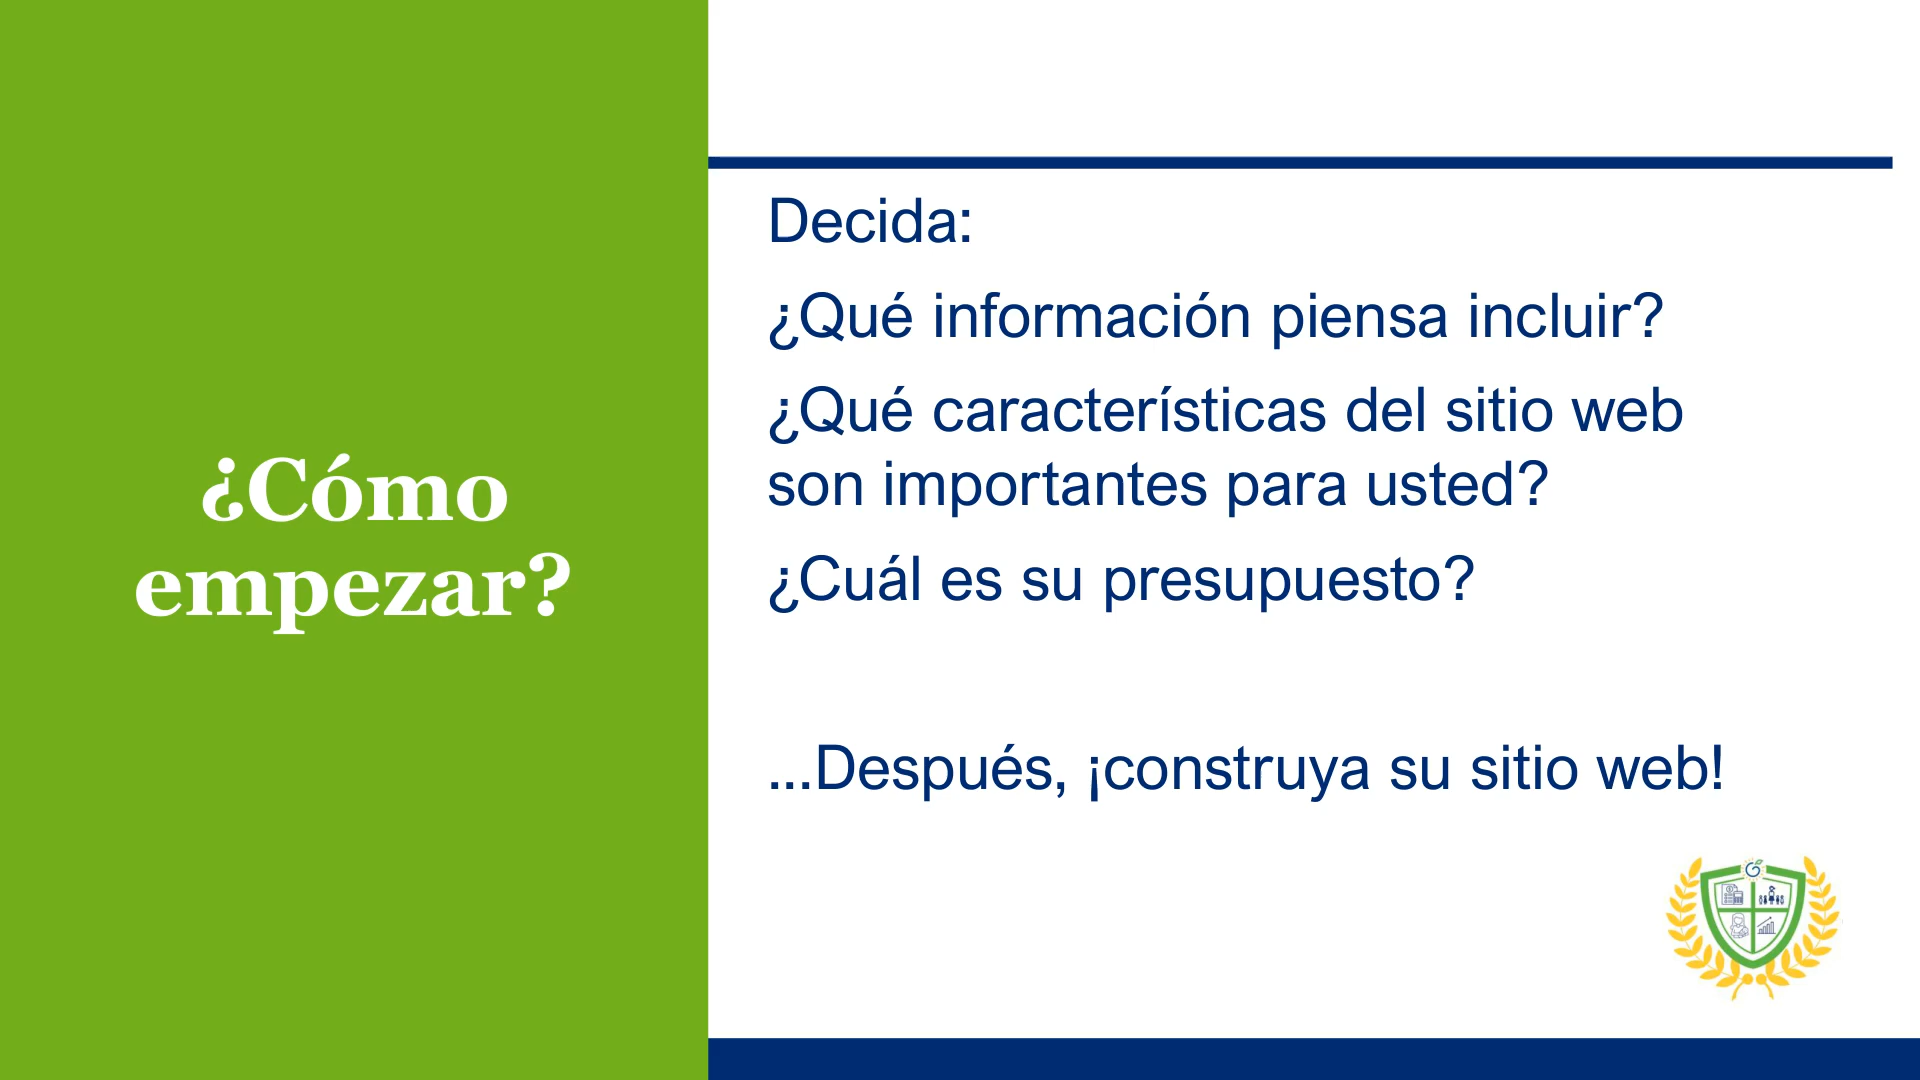 ¿Cómo
empezar?
Decida:
¿Qué información piensa incluir?
¿Qué características del sitio web
son importantes para usted?
¿Cuál es su presupuesto?
...Después, ¡construya su sitio web!